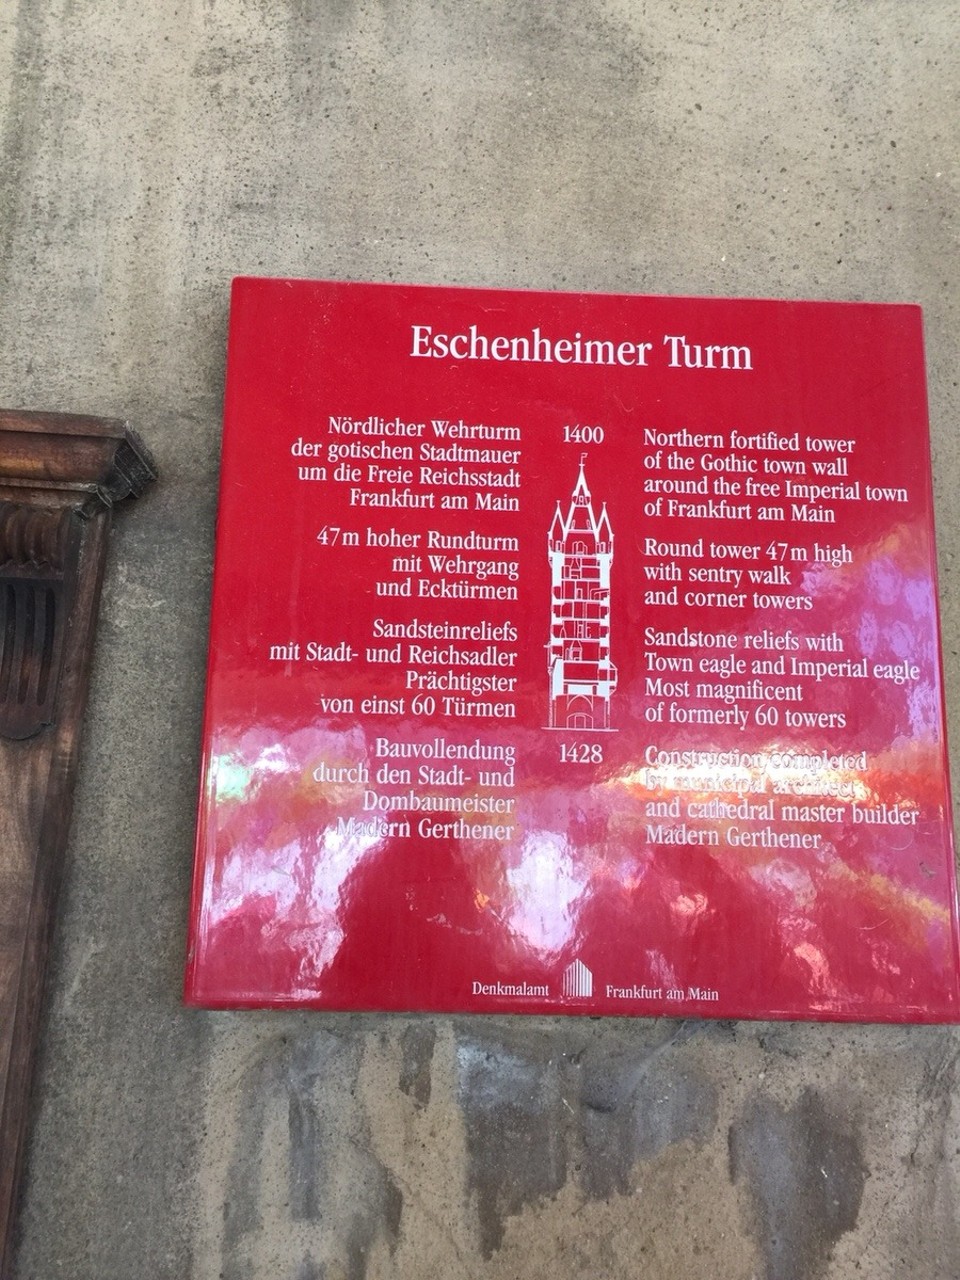 Eschenheimer Turm
Nördlicher Wehrturm
der gotischen Stadtmauer
um die Freie Reichsstadt
Frankfurt am Main
47m hoher Rundturm
mit Wehrgang
und Ecktürmen
Sandsteinreliefs
mit Stadt- und Reichsadler
Prächtigster
von einst 60 Türmen
Bauvollendung
durch den Stadt- und
Dombaumeister
Madern Gerthener
1400
1428
Northern fortified tower
of the Gothic town wall
around the free Imperial town
of Frankfurt am Main
Round tower 47m high
with sentry walk
and corner towers
Sandstone reliefs with
Town eagle and Imperial eagle
Most magnificent
of formerly 60 towers
Construction completed
by municipal architect
and cathedral master builder
Madern Gerthener
Denkmalamt Frankfurt am Main